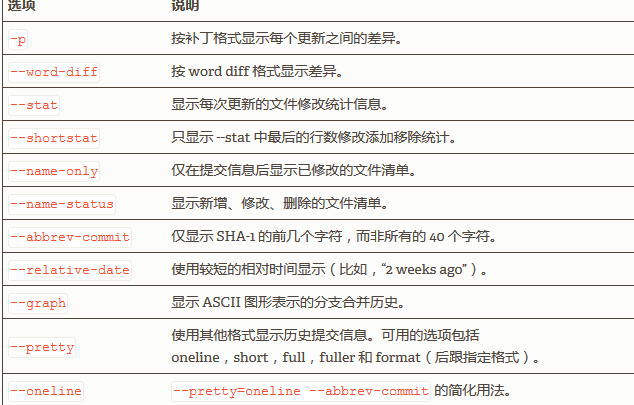 选项 说明
-p 按补丁格式显示每个更新之间的差异。
--word-diff 按 word diff 格式显示差异。
--stat 显示每次更新的文件修改统计信息。
--shortstat 只显示 --stat 中最后的行数修改添加移除统计。
--name-only 仅在提交信息后显示已修改的文件清单。
--name-status 显示新增、修改、删除的文件清单。
--abbrev-commit 仅显示 SHA-1 的前几个字符，而非所有的 40 个字符。
--relative-date 使用较短的相对时间显示（比如，“2 weeks ago”）。
--graph 显示 ASCII 图形表示的分支合并历史。
--pretty 使用其他格式显示历史提交信息。可用的选项包括
oneline，short，full，fuller 和 format（后跟指定格式）。
--oneline --pretty=oneline --abbrev-commit 的简化用法。